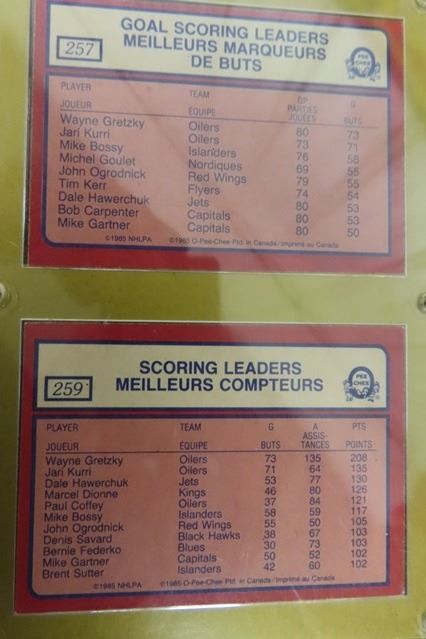 257
GOAL SCORING LEADERS
MEILLEURS MARQUEURS
DE BUTS
O PEE CHEE
PLAYER TEAM GP G
JOUEUR ÉQUIPE PARTIES JOUÉES BUTS
Wayne Gretzky Oilers 80 73
Jari Kurri Oilers 73 71
Mike Bossy Islanders 76 58
Michel Goulet Nordiques 69 55
John Ogrodnick Red Wings 79 55
Tim Kerr Flyers 74 54
Dale Hawerchuk Jets 80 53
Bob Carpenter Capitals 80 53
Mike Gartner Capitals 80 50
©1985 NHLPA ©1985 O-Pee-Chee Ptd. in Canada/Imprimé au Canada
259
SCORING LEADERS
MEILLEURS COMPTEURS
O PEE CHEE
PLAYER TEAM G A PTS
JOUEUR ÉQUIPE BUTS ASSIS-TANCES POINTS
Wayne Gretzky Oilers 73 135 208
Jari Kurri Oilers 71 64 135
Dale Hawerchuk Jets 53 77 130
Marcel Dionne Kings 46 80 126
Paul Coffey Oilers 37 84 121
Mike Bossy Islanders 58 59 117
John Ogrodnick Red Wings 55 50 105
Denis Savard Black Hawks 38 67 103
Bernie Federko Blues 30 73 103
Mike Gartner Capitals 50 52 102
Brent Sutter Islanders 42 60 102
©1985 NHLPA ©1985 O-Pee-Chee Ptd. in Canada/Imprimé au Canada